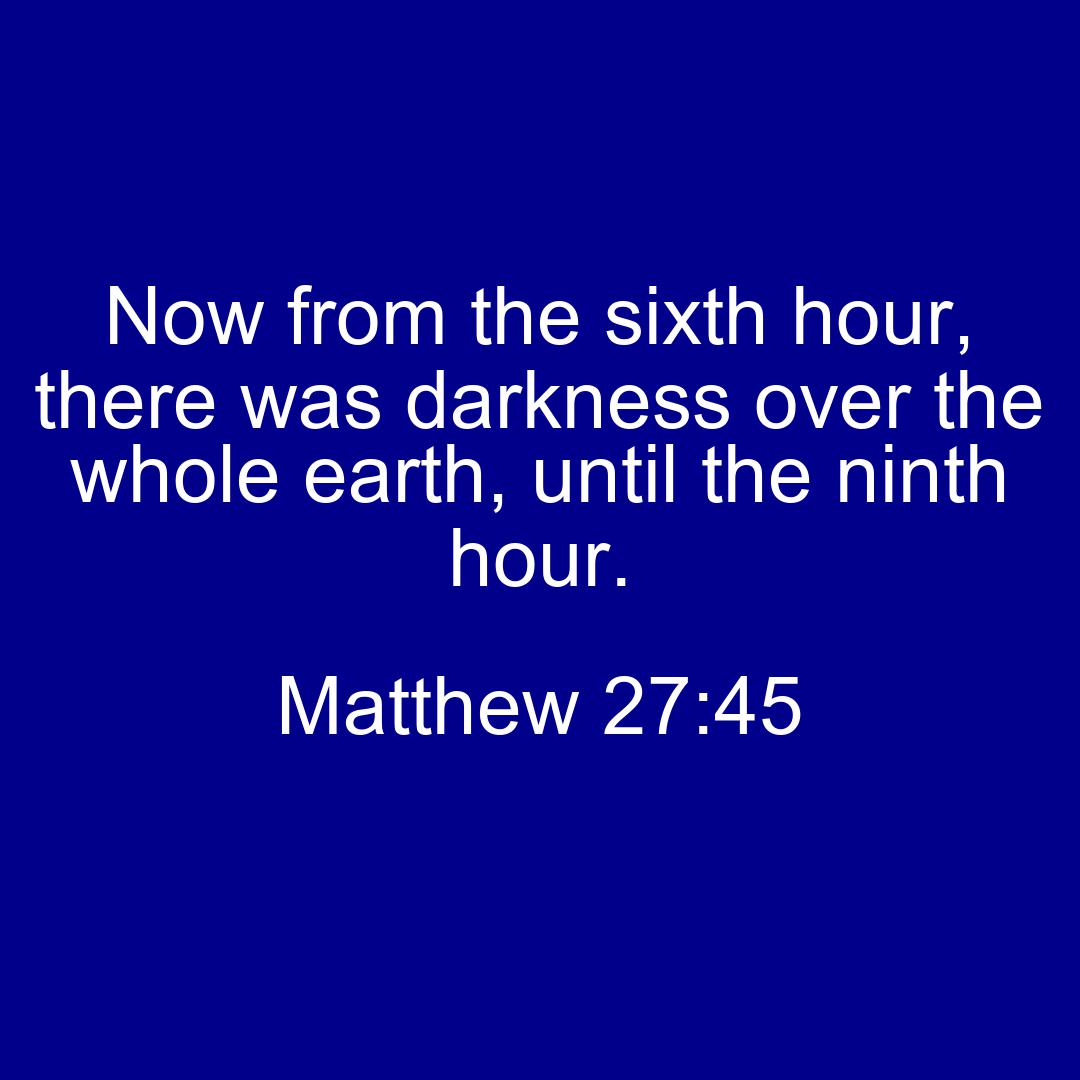 Now from the sixth hour,
there was darkness over the
whole earth, until the ninth
hour.
Matthew 27:45